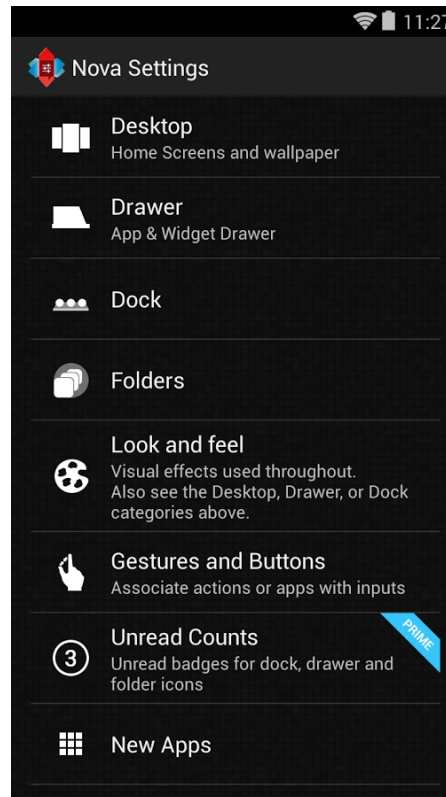 11:27
Nova Settings
Desktop
Home Screens and wallpaper
Drawer
App & Widget Drawer
Dock
Folders
Look and feel
Visual effects used throughout.
Also see the Desktop, Drawer, or Dock
categories above.
Gestures and Buttons
Associate actions or apps with inputs
PRIME
Unread Counts
3
Unread badges for dock, drawer and
folder icons
New Apps